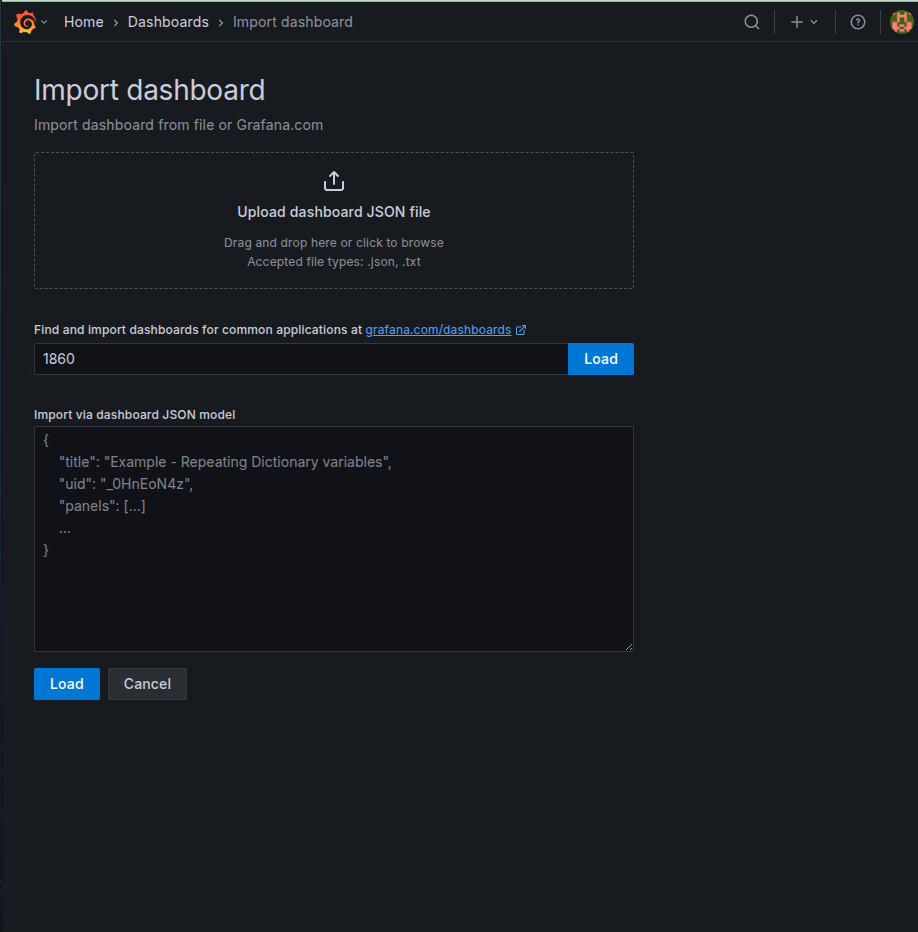 Home › Dashboards › Import dashboard
Import dashboard
Import dashboard from file or Grafana.com
Upload dashboard JSON file
Drag and drop here or click to browse
Accepted file types: .json, .txt
Find and import dashboards for common applications at grafana.com/dashboards
1860 Load
Import via dashboard JSON model
{
"title": "Example - Repeating Dictionary variables",
"uid": "_0HnEoN4z",
"panels": [...]
...
}
Load Cancel